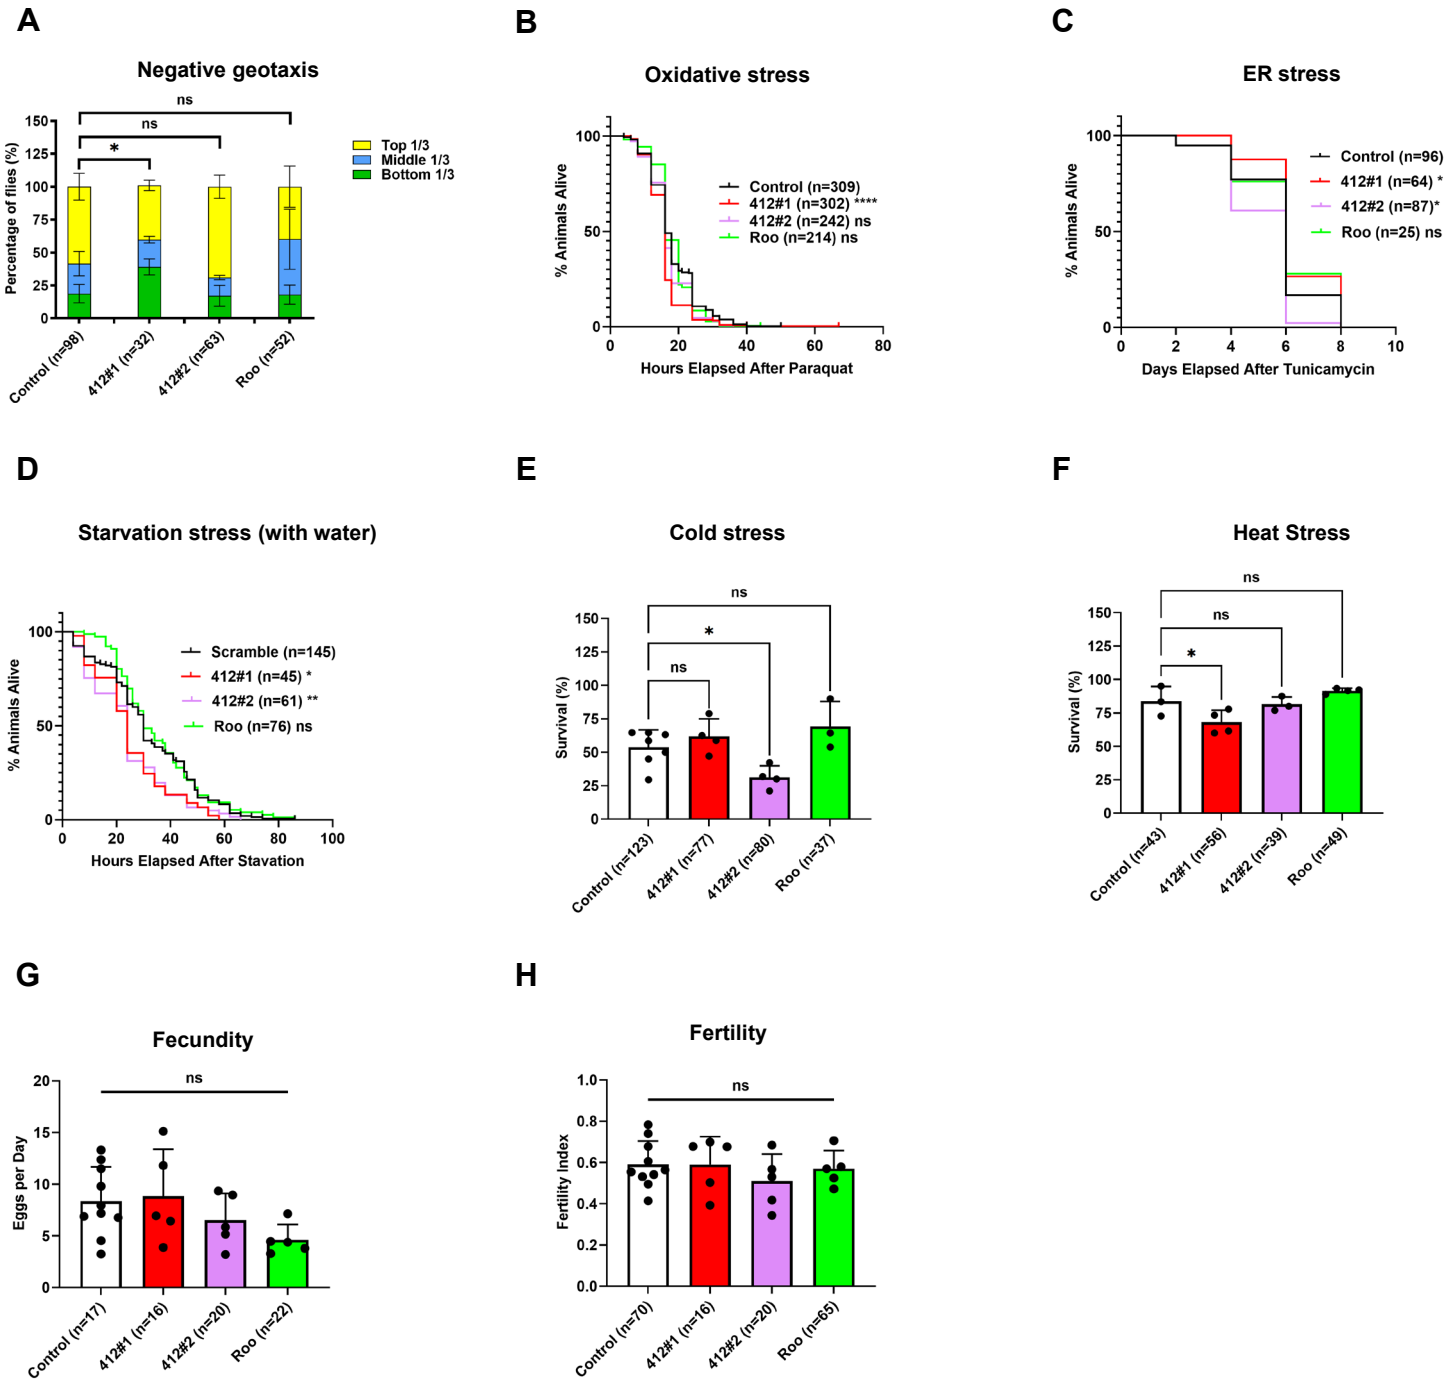 A
Negative geotaxis
ns
ns
*
150
125
100
75
50
25
0
Percentage of flies (%)
Control (n=98)
412#1 (n=32)
412#2 (n=63)
Roo (n=52)
Top 1/3
Middle 1/3
Bottom 1/3
B
Oxidative stress
% Animals Alive
100
50
0
0 20 40 60 80
Hours Elapsed After Paraquat
Control (n=309)
412#1 (n=302) ****
412#2 (n=242) ns
Roo (n=214) ns
C
ER stress
% Animals Alive
100
50
0
0 2 4 6 8 10
Days Elapsed After Tunicamycin
Control (n=96)
412#1 (n=64) *
412#2 (n=87)*
Roo (n=25) ns
D
Starvation stress (with water)
% Animals Alive
100
50
0
0 20 40 60 80 100
Hours Elapsed After Stavation
Scramble (n=145)
412#1 (n=45) *
412#2 (n=61) **
Roo (n=76) ns
E
Cold stress
ns
*
ns
Survival (%)
150
125
100
75
50
25
0
Control (n=123)
412#1 (n=77)
412#2 (n=80)
Roo (n=37)
F
Heat Stress
ns
ns
*
Survival (%)
150
125
100
75
50
25
0
Control (n=43)
412#1 (n=56)
412#2 (n=39)
Roo (n=49)
G
Fecundity
ns
Eggs per Day
20
15
10
5
0
Control (n=17)
412#1 (n=16)
412#2 (n=20)
Roo (n=22)
H
Fertility
ns
Fertility Index
1.0
0.8
0.6
0.4
0.2
0.0
Control (n=70)
412#1 (n=16)
412#2 (n=20)
Roo (n=65)